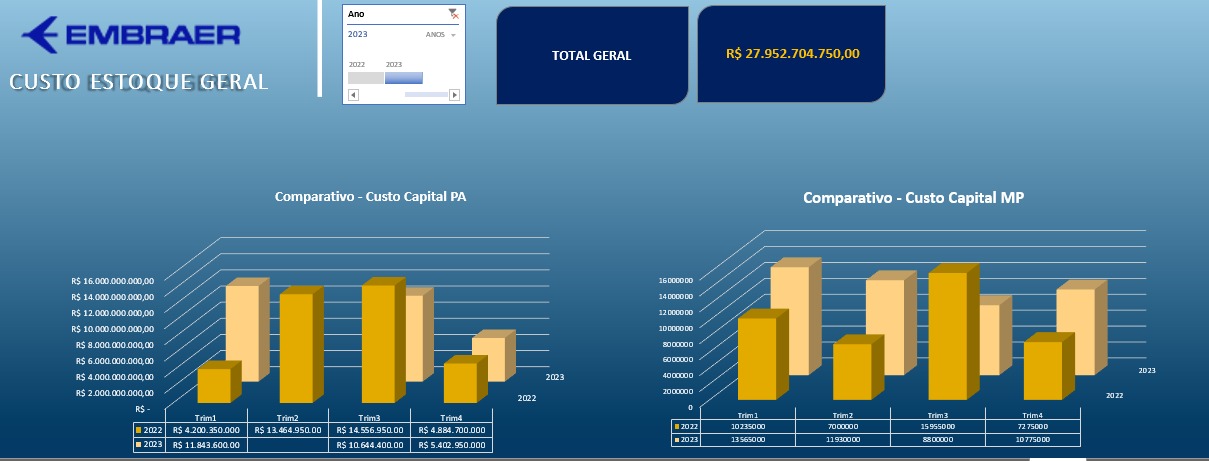 EMBRAER
CUSTO ESTOQUE GERAL
Ano
2023 ANOS
2022 2023
TOTAL GERAL
R$ 27.952.704.750,00
Comparativo - Custo Capital PA
R$ 16.000.000.000,00
R$ 14.000.000.000,00
R$ 12.000.000.000,00
R$ 10.000.000.000,00
R$ 8.000.000.000,00
R$ 6.000.000.000,00
R$ 4.000.000.000,00
R$ 2.000.000.000,00
R$ -
2023
2022
Trim1 Trim2 Trim3 Trim4
2022 R$ 4.200.350.000 R$ 13.464.950.00 R$ 14.556.950.00 R$ 4.884.700.000
2023 R$ 11.843.600.00 R$ 10.644.400.00 R$ 5.402.950.000
Comparativo - Custo Capital MP
16000000
14000000
12000000
10000000
8000000
6000000
4000000
2000000
0
2023
2022
Trim1 Trim2 Trim3 Trim4
2022 10235000 7000000 15955000 7275000
2023 13565000 11930000 8800000 10775000